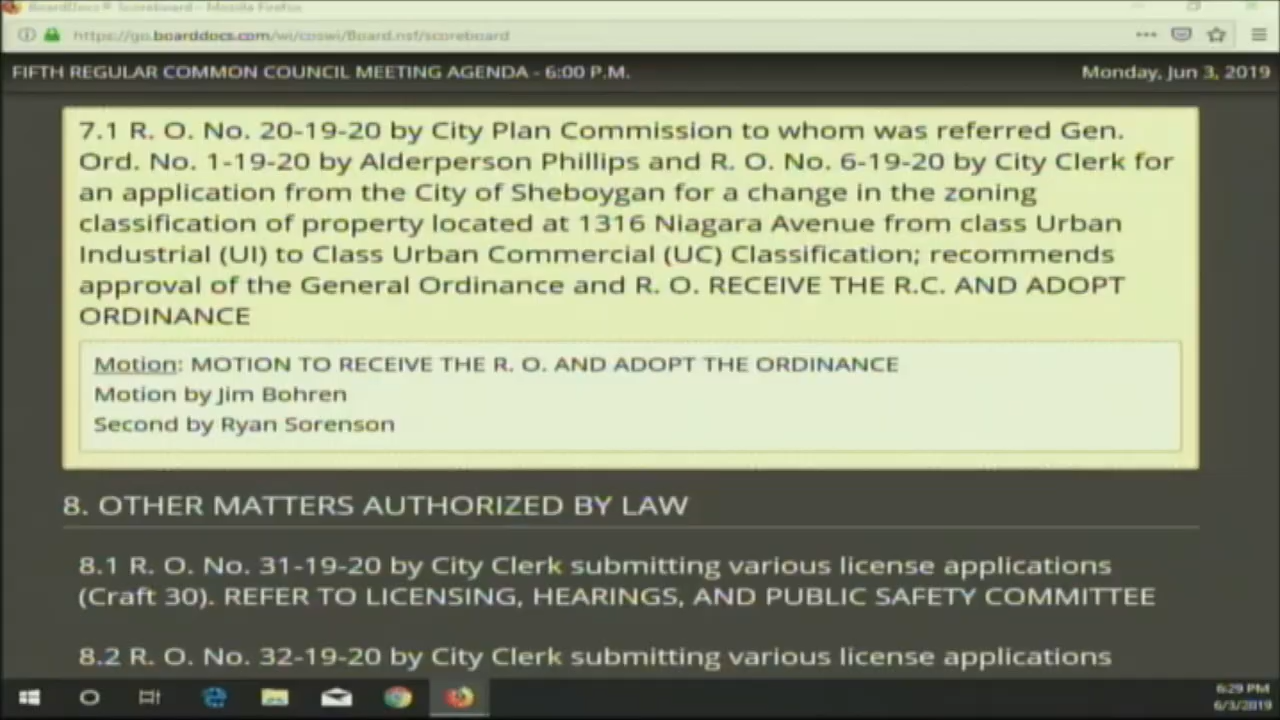 BoardDocs® Scoreboard - Mozilla Firefox
https://go.boarddocs.com/wi/coswi/Board.nsf/scoreboard
FIFTH REGULAR COMMON COUNCIL MEETING AGENDA - 6:00 P.M. Monday, Jun 3, 2019
7.1 R. O. No. 20-19-20 by City Plan Commission to whom was referred Gen.
Ord. No. 1-19-20 by Alderperson Phillips and R. O. No. 6-19-20 by City Clerk for
an application from the City of Sheboygan for a change in the zoning
classification of property located at 1316 Niagara Avenue from class Urban
Industrial (UI) to Class Urban Commercial (UC) Classification; recommends
approval of the General Ordinance and R. O. RECEIVE THE R.C. AND ADOPT
ORDINANCE
Motion: MOTION TO RECEIVE THE R. O. AND ADOPT THE ORDINANCE
Motion by Jim Bohren
Second by Ryan Sorenson
8. OTHER MATTERS AUTHORIZED BY LAW
8.1 R. O. No. 31-19-20 by City Clerk submitting various license applications
(Craft 30). REFER TO LICENSING, HEARINGS, AND PUBLIC SAFETY COMMITTEE
8.2 R. O. No. 32-19-20 by City Clerk submitting various license applications
6:29 PM
6/3/2019